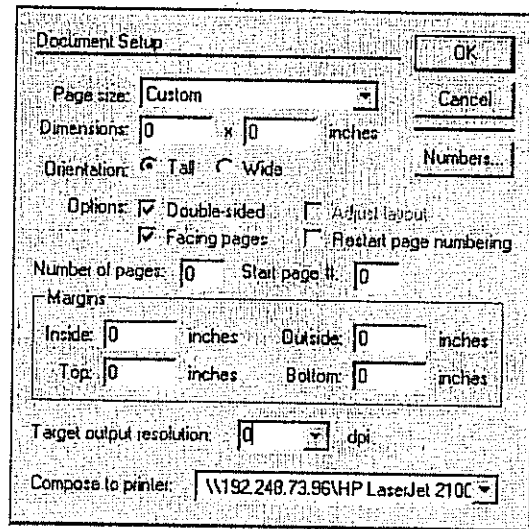 Document Setup
OK
Page size: Custom
Cancel
Dimensions: 0 x 0 inches
Orientation: Tall Wide
Numbers...
Options: Double-sided Adjust layout
Facing pages Restart page numbering
Number of pages: 0 Start page #: 0
Margins
Inside: 0 inches Outside: 0 inches
Top: 0 inches Bottom: 0 inches
Target output resolution: 0 dpi
Compose to printer: \\192.248.73.96\HP LaserJet 210C